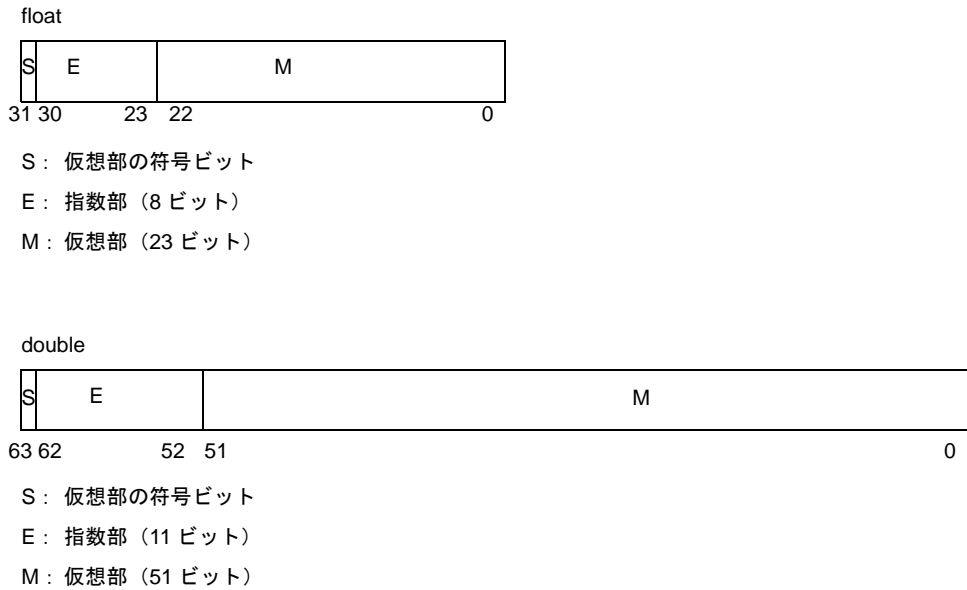 float
S E M
31 30 23 22 0
S： 仮想部の符号ビット
E： 指数部（8 ビット）
M： 仮想部（23 ビット）
double
S E M
63 62 52 51 0
S： 仮想部の符号ビット
E： 指数部（11 ビット）
M： 仮想部（51 ビット）